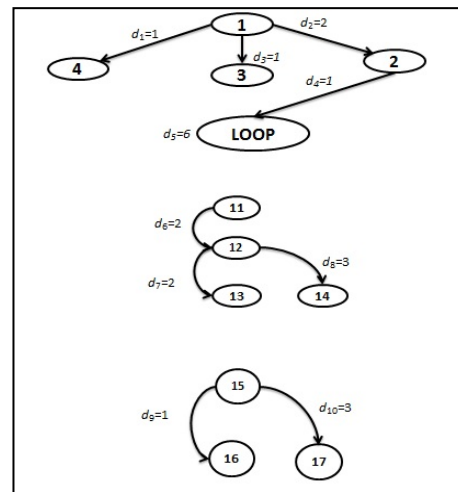 1
d₁=1
d₂=2
4
3
d₃=1
2
d₄=1
d₅=6
LOOP
11
d₆=2
12
d₈=3
d₇=2
13
14
15
d₉=1
d₁₀=3
16
17